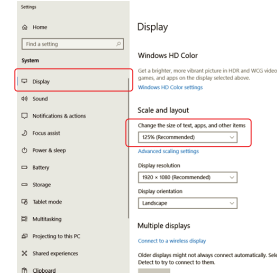 Settings
Home
Find a setting
System
Display
Sound
Notifications & actions
Focus assist
Power & sleep
Battery
Storage
Tablet mode
Multitasking
Projecting to this PC
Shared experiences
Clipboard
Display
Windows HD Color
Get a brighter, more vibrant picture in HDR and WCG video
games, and apps on the display selected above.
Windows HD Color settings
Scale and layout
Change the size of text, apps, and other items
125% (Recommended)
Advanced scaling settings
Display resolution
1920 × 1080 (Recommended)
Display orientation
Landscape
Multiple displays
Connect to a wireless display
Older displays might not always connect automatically. Sele
Detect to try to connect to them.